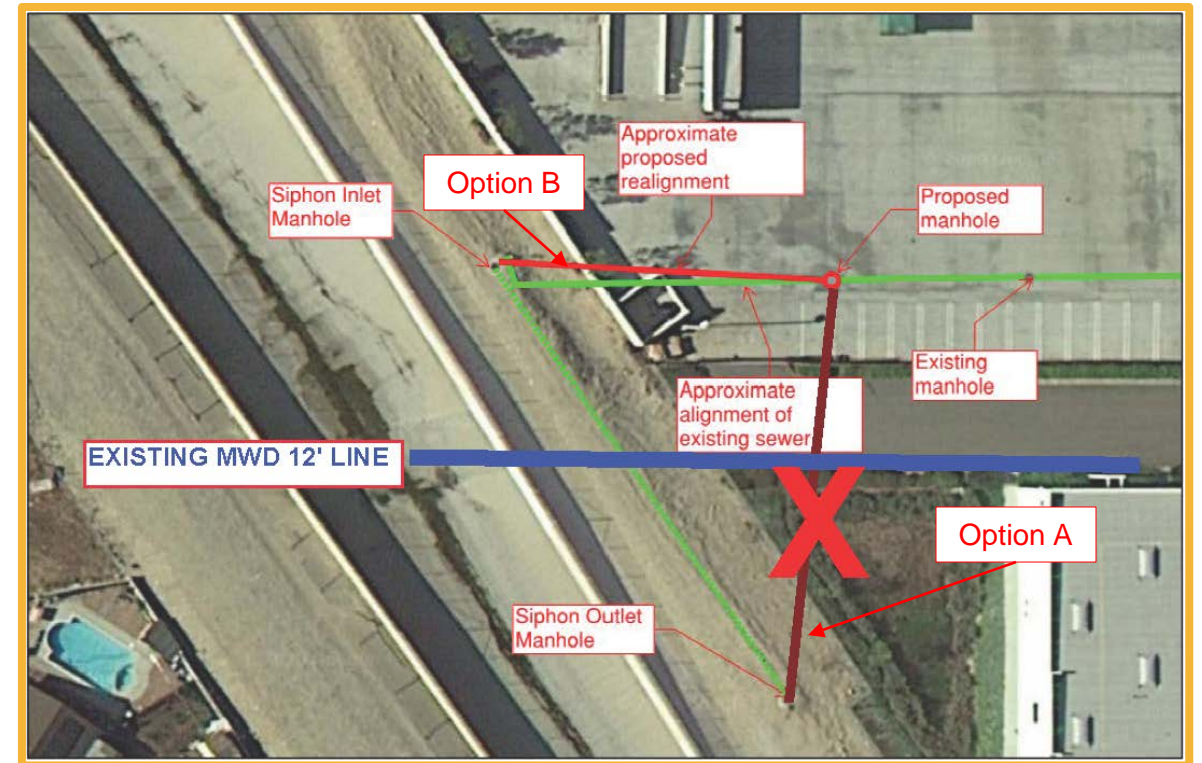 Approximate
proposed
realignment
Option B
Siphon Inlet
Manhole
Proposed
manhole
Existing
manhole
Approximate
alignment of
existing sewer
EXISTING MWD 12' LINE
X
Option A
Siphon Outlet
Manhole